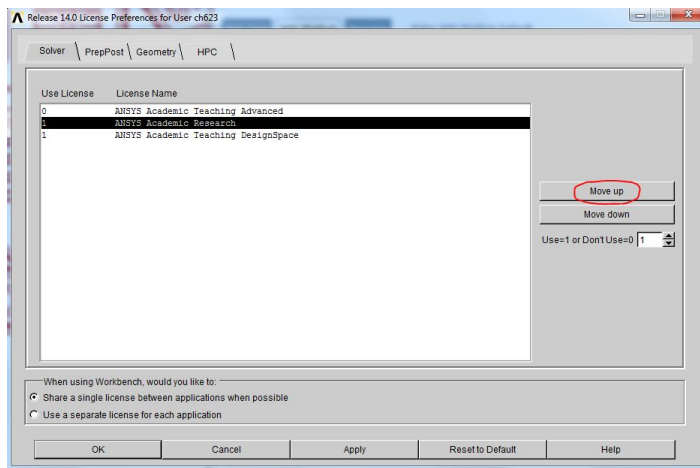 Release 14.0 License Preferences for User ch623
Solver PrepPost Geometry HPC
Use License License Name
0 ANSYS Academic Teaching Advanced
1 ANSYS Academic Research
1 ANSYS Academic Teaching DesignSpace
Move up
Move down
Use=1 or Don't Use=0 1
When using Workbench, would you like to:
Share a single license between applications when possible
Use a separate license for each application
OK Cancel Apply Reset to Default Help